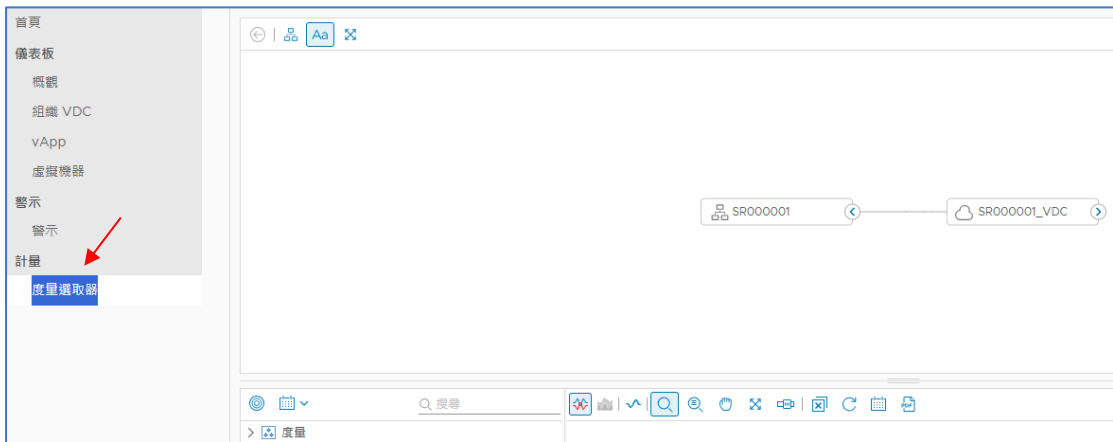 首頁
儀表板
概觀
組織 VDC
vApp
虛擬機器
警示
警示
計量
度量選取器
Aa
SR000001
SR000001_VDC
搜尋
PDF
度量